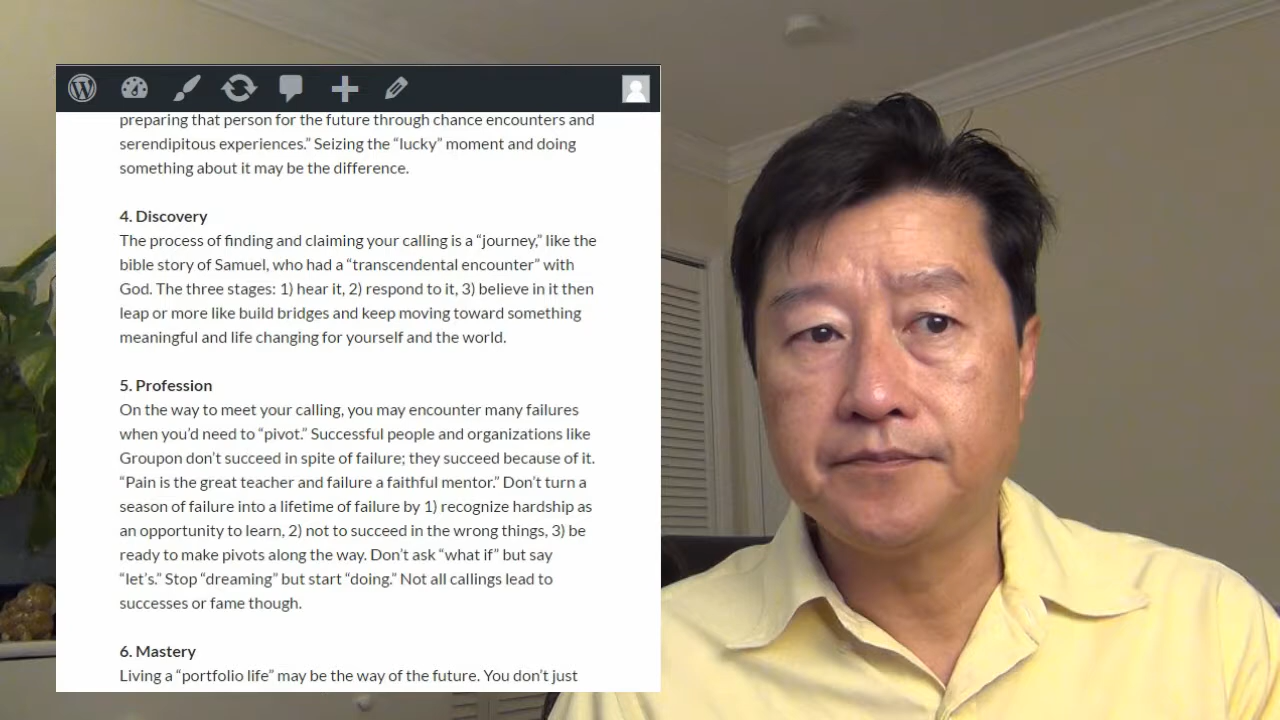 preparing that person for the future through chance encounters and
serendipitous experiences.” Seizing the “lucky” moment and doing
something about it may be the difference.
4. Discovery
The process of finding and claiming your calling is a “journey,” like the
bible story of Samuel, who had a “transcendental encounter” with
God. The three stages: 1) hear it, 2) respond to it, 3) believe in it then
leap or more like build bridges and keep moving toward something
meaningful and life changing for yourself and the world.
5. Profession
On the way to meet your calling, you may encounter many failures
when you’d need to “pivot.” Successful people and organizations like
Groupon don’t succeed in spite of failure; they succeed because of it.
“Pain is the great teacher and failure a faithful mentor.” Don’t turn a
season of failure into a lifetime of failure by 1) recognize hardship as
an opportunity to learn, 2) not to succeed in the wrong things, 3) be
ready to make pivots along the way. Don’t ask “what if” but say
“let’s.” Stop “dreaming” but start “doing.” Not all callings lead to
successes or fame though.
6. Mastery
Living a “portfolio life” may be the way of the future. You don’t just